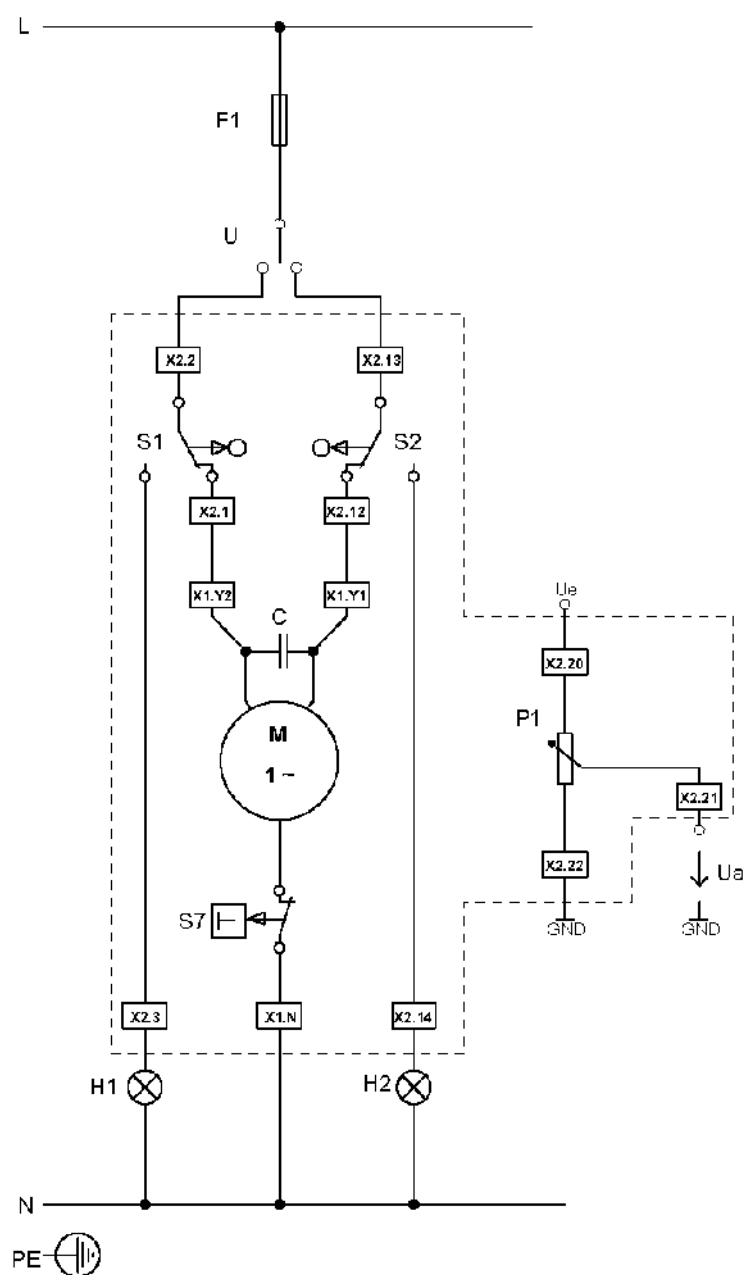 L
F1
U
X2.2
X2.13
S1
S2
X2.1
X2.12
X1.Y2
X1.Y1
C
Ue
X2.20
M
1 ~
P1
X2.21
X2.22
Ua
GND
GND
S7
X2.3
X1.N
X2.14
H1
H2
N
PE